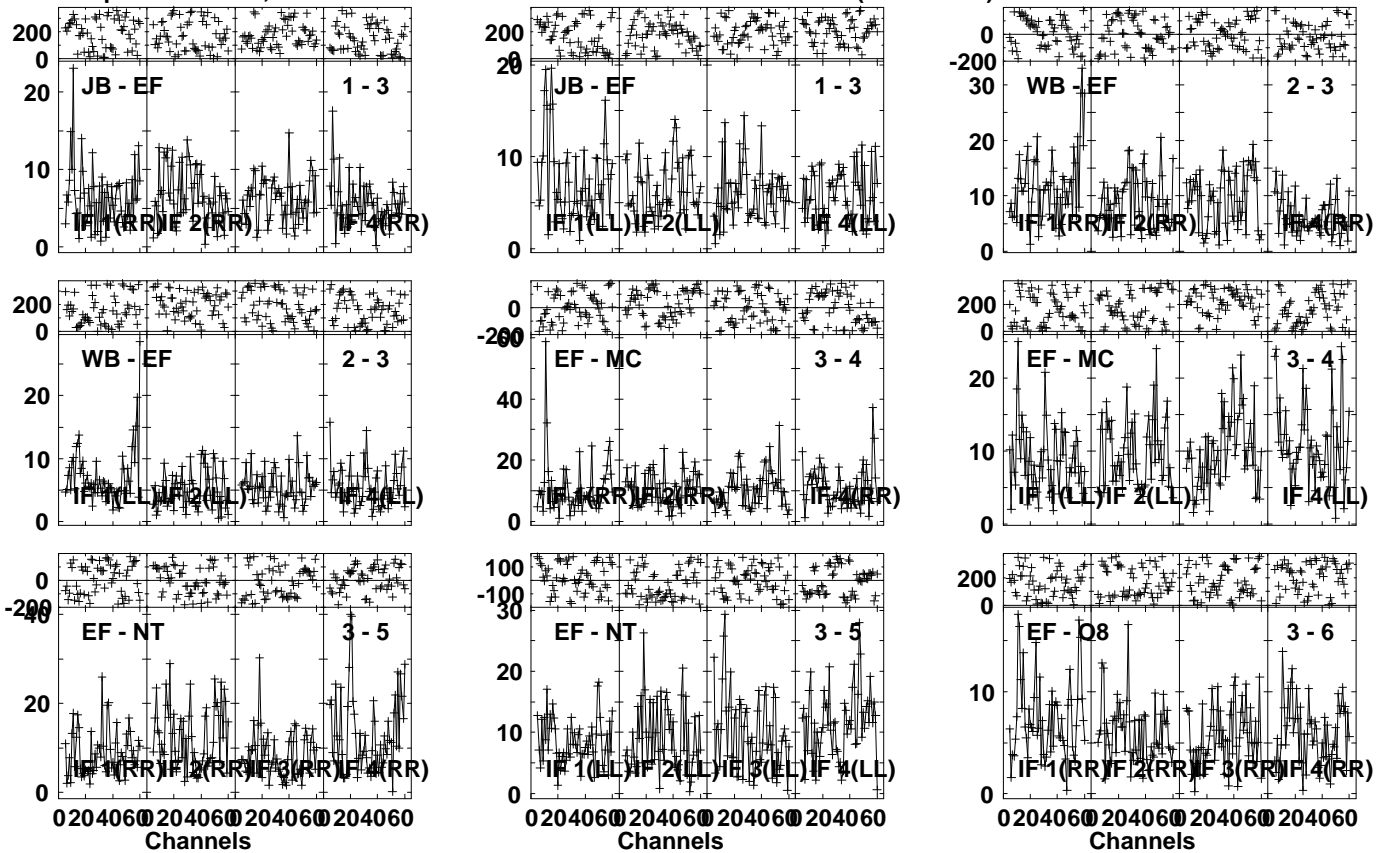 200 0
JB - EF 1 - 3
20 10 0
IF 1(RR) IF 2(RR) IF 4(RR)
200 0
JB - EF 1 - 3
20 10 0
IF 1(LL) IF 2(LL) IF 4(LL)
0 -200
WB - EF 2 - 3
30 20 10 0
IF 1(RR) IF 2(RR) IF 4(RR)
200 0
WB - EF 2 - 3
20 10 0
IF 1(LL) IF 2(LL) IF 4(LL)
0 -200
EF - MC 3 - 4
60 40 20 0
IF 1(RR) IF 2(RR) IF 4(RR)
200 0
EF - MC 3 - 4
20 10 0
IF 1(LL) IF 2(LL) IF 4(LL)
0 -200
EF - NT 3 - 5
40 20 0
IF 1(RR) IF 2(RR) IF 3(RR) IF 4(RR)
0 20 40 60 0 20 40 60 0 20 40 60 0 20 40 60
Channels
100 -100
EF - NT 3 - 5
30 20 10 0
IF 1(LL) IF 2(LL) IF 3(LL) IF 4(LL)
0 20 40 60 0 20 40 60 0 20 40 60 0 20 40 60
Channels
200 0
EF - O8 3 - 6
10 0
IF 1(RR) IF 2(RR) IF 3(RR) IF 4(RR)
0 20 40 60 0 20 40 60 0 20 40 60 0 20 40 60
Channels